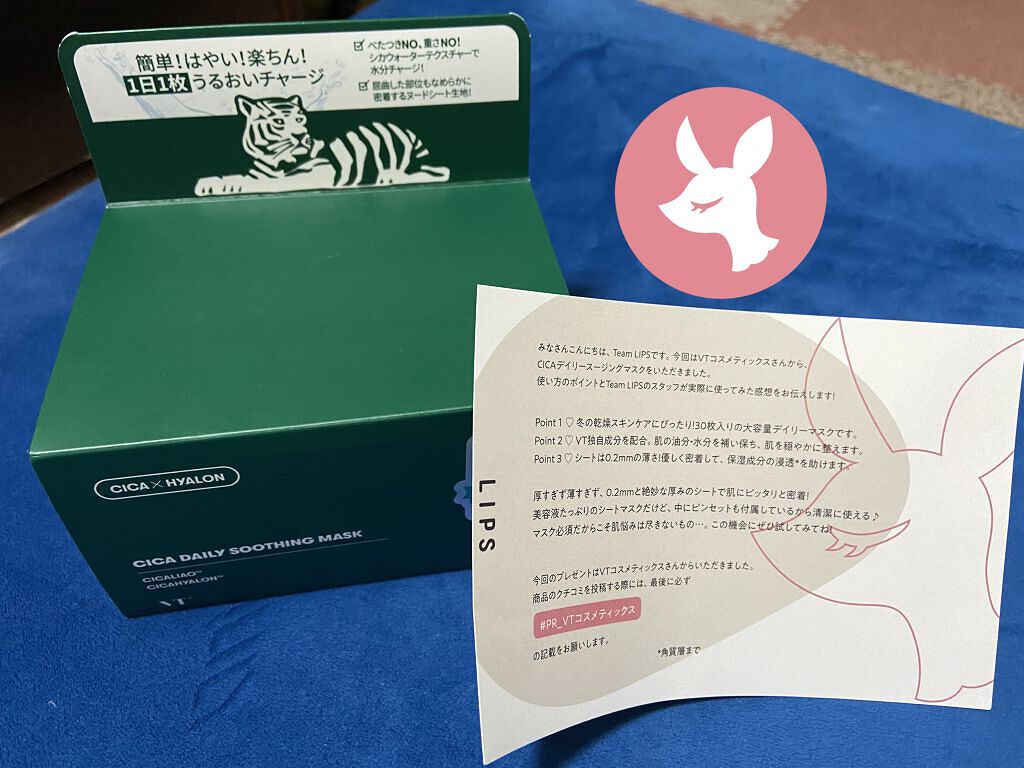 簡単!はやい!楽ちん!
1日1枚うるおいチャージ
べたつきNO、重さNO!
シカウォーターテクスチャーで
水分チャージ!
屈曲した部位もなめらかに
密着するヌードシート生地!
CICA×HYALON
CICA DAILY SOOTHING MASK
CICALIAO™
CICAHYALON™
VT
LIPS
みなさんこんにちは、Team LIPSです。今回はVTコスメティックスさんから、
CICAデイリースージングマスクをいただきました。
使い方のポイントとTeam LIPSのスタッフが実際に使ってみた感想をお伝えします!
Point 1 ♡ 冬の乾燥スキンケアにぴったり!30枚入りの大容量デイリーマスクです。
Point 2 ♡ VT独自成分を配合。肌の油分・水分を補い保ち、肌を穏やかに整えます。
Point 3 ♡ シートは0.2mmの薄さ!優しく密着して、保湿成分の浸透*を助けます。
厚すぎず薄すぎず、0.2mmと絶妙な厚みのシートで肌にピッタリと密着!
美容液たっぷりのシートマスクだけど、中にピンセットも付属しているから清潔に使える♪
マスク必須だからこそ肌悩みは尽きないもの…。この機会にぜひ試してみてね!
今回のプレゼントはVTコスメティックスさんからいただきました。
商品のクチコミを投稿する際には、最後に必ず
#PR_VTコスメティックス
の記載をお願いします。
*角質層まで